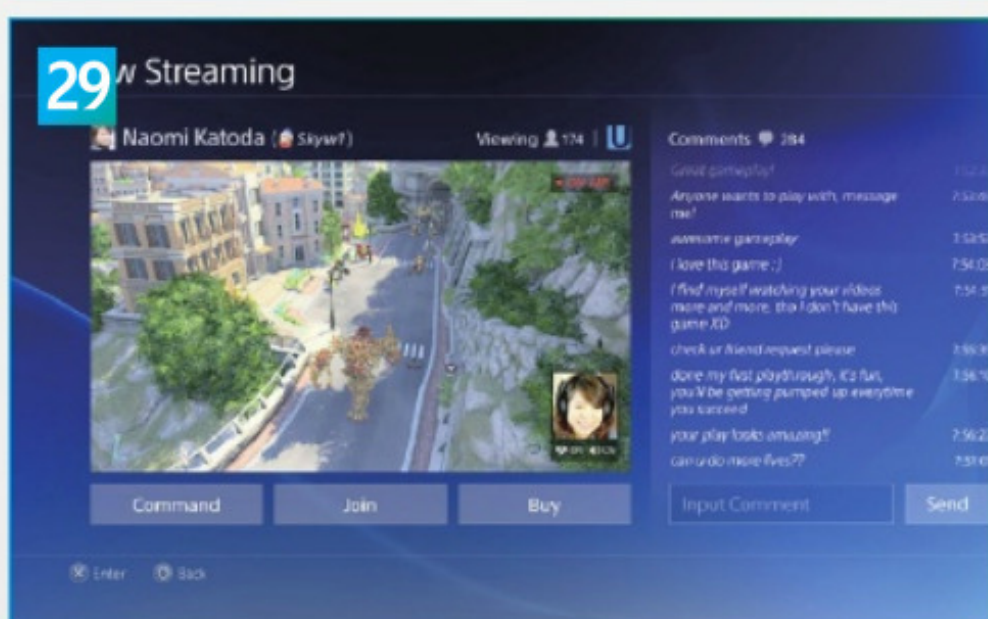 29
w Streaming
Naomi Katoda (Skyw1)
Viewing 174 | U
Comments 284
Great gameplay!
Anyone wants to play with, message
me!
awesome gameplay
I love this game :)
I find myself watching your videos
more and more, tho I don't have this
game XD
check ur friend request please
done my first playthrough, it's fun,
you'll be getting pumped up everytime
you succeed
your play looks amazing!!
can u do more lives??
Command
Join
Buy
Input Comment
Send
Enter
Back